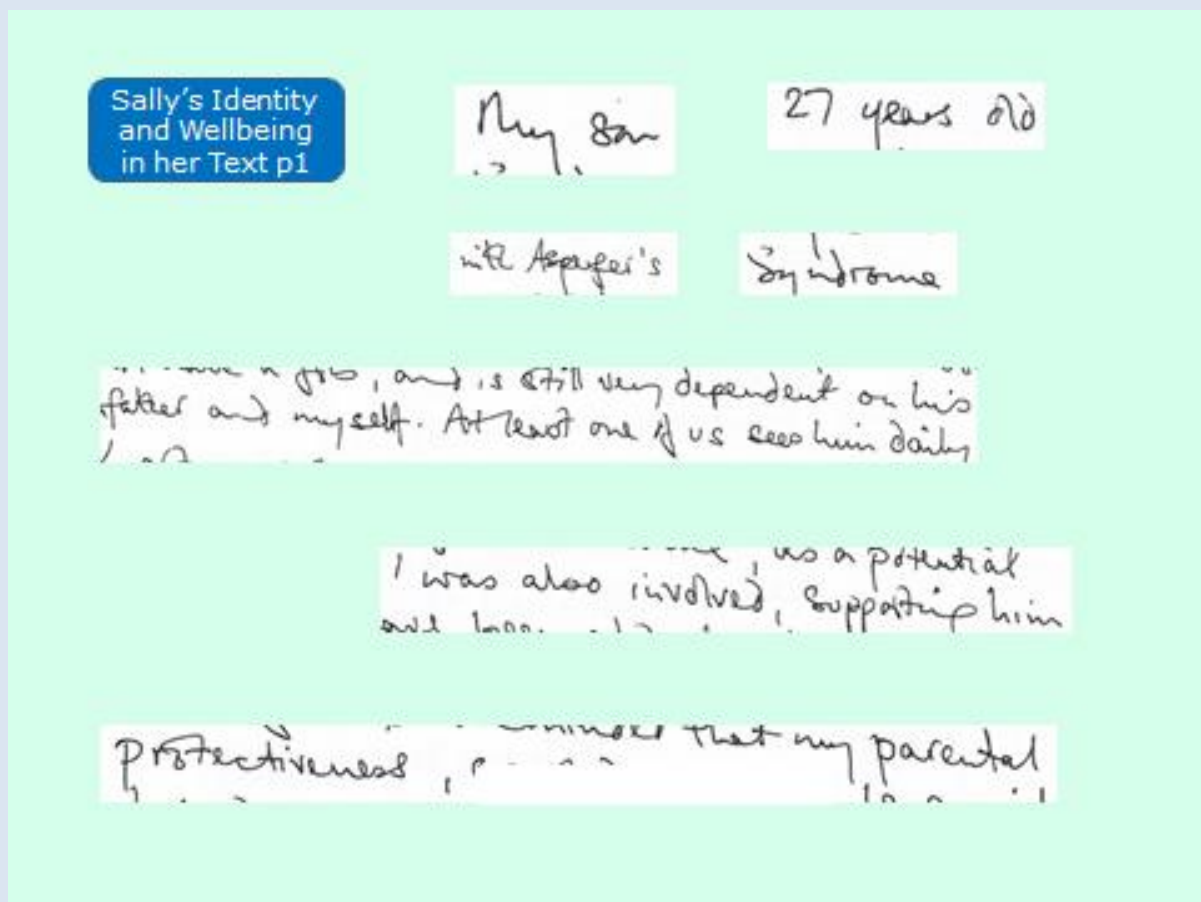 Sally's Identity
and Wellbeing
in her Text p1
My son
27 years old
with Asperger's
Syndrome
a job, and is still very dependent on his
father and myself. At least one of us sees him daily
, as a potential
I was also involved, supporting him
that my parental
protectiveness,